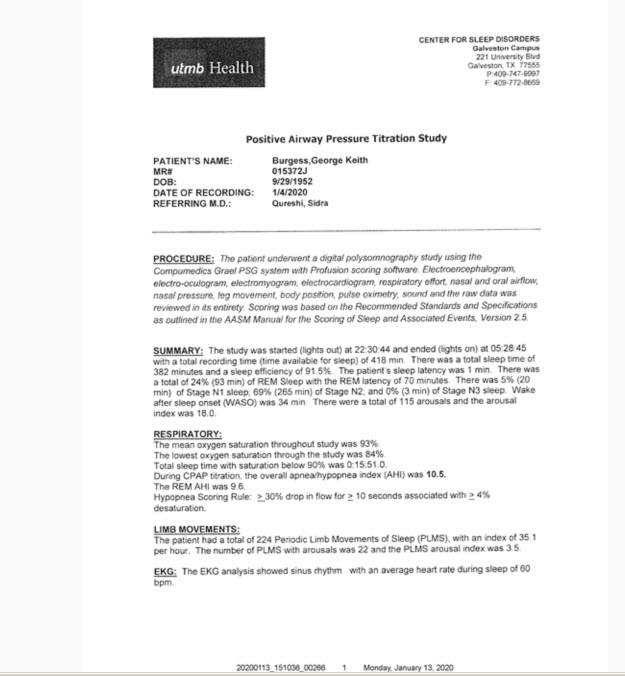 utmb Health
CENTER FOR SLEEP DISORDERS
Galveston Campus
221 University Blvd
Galveston, TX 77555
P:409-747-9997
F: 409-772-8669
Positive Airway Pressure Titration Study
PATIENT'S NAME: Burgess,George Keith
MR# 015372J
DOB: 9/29/1952
DATE OF RECORDING: 1/4/2020
REFERRING M.D.: Qureshi, Sidra
PROCEDURE: The patient underwent a digital polysomnography study using the
Compumedics Grael PSG system with Profusion scoring software. Electroencephalogram,
electro-oculogram, electromyogram, electrocardiogram, respiratory effort, nasal and oral airflow,
nasal pressure, leg movement, body position, pulse oximetry, sound and the raw data was
reviewed in its entirety. Scoring was based on the Recommended Standards and Specifications
as outlined in the AASM Manual for the Scoring of Sleep and Associated Events, Version 2.5.
SUMMARY: The study was started (lights out) at 22:30:44 and ended (lights on) at 05:28:45
with a total recording time (time available for sleep) of 418 min. There was a total sleep time of
382 minutes and a sleep efficiency of 91.5%. The patient's sleep latency was 1 min. There was
a total of 24% (93 min) of REM Sleep with the REM latency of 70 minutes. There was 5% (20
min) of Stage N1 sleep; 69% (265 min) of Stage N2; and 0% (3 min) of Stage N3 sleep. Wake
after sleep onset (WASO) was 34 min. There were a total of 115 arousals and the arousal
index was 18.0.
RESPIRATORY:
The mean oxygen saturation throughout study was 93%.
The lowest oxygen saturation through the study was 84%.
Total sleep time with saturation below 90% was 0:15:51.0.
During CPAP titration, the overall apnea/hypopnea index (AHI) was 10.5.
The REM AHI was 9.6.
Hypopnea Scoring Rule: ≥ 30% drop in flow for ≥ 10 seconds associated with ≥ 4%
desaturation.
LIMB MOVEMENTS:
The patient had a total of 224 Periodic Limb Movements of Sleep (PLMS), with an index of 35.1
per hour. The number of PLMS with arousals was 22 and the PLMS arousal index was 3.5.
EKG: The EKG analysis showed sinus rhythm with an average heart rate during sleep of 60
bpm.
20200113_151036_00266 1 Monday, January 13, 2020